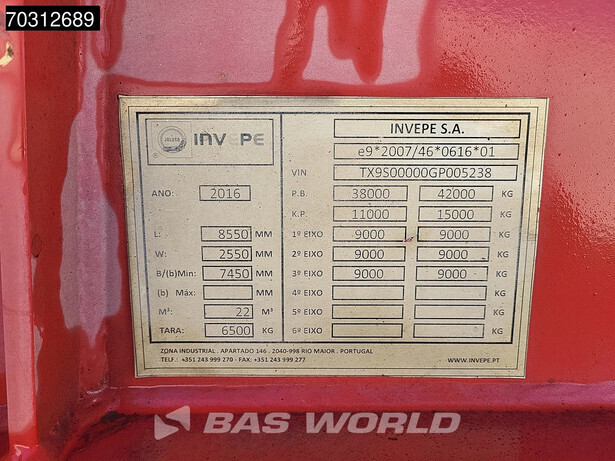 70312689
INVEPE
INVEPE S.A.
e9*2007/46*0616*01
VIN TX9S00000GP005238
ANO: 2016
P.B. 38000 42000 KG
K.P. 11000 15000 KG
L: 8550 MM
1º EIXO 9000 9000 KG
W: 2550 MM
2º EIXO 9000 9000 KG
B/(b)Min: 7450 MM
3º EIXO 9000 9000 KG
(b) Máx: MM
4º EIXO KG
M³: 22 M³
5º EIXO KG
TARA: 6500 KG
6º EIXO KG
ZONA INDUSTRIAL . APARTADO 146 . 2040-998 RIO MAIOR . PORTUGAL
TELF.: +351 243 999 270 - FAX: +351 243 999 277
WWW.INVEPE.PT
BAS WORLD